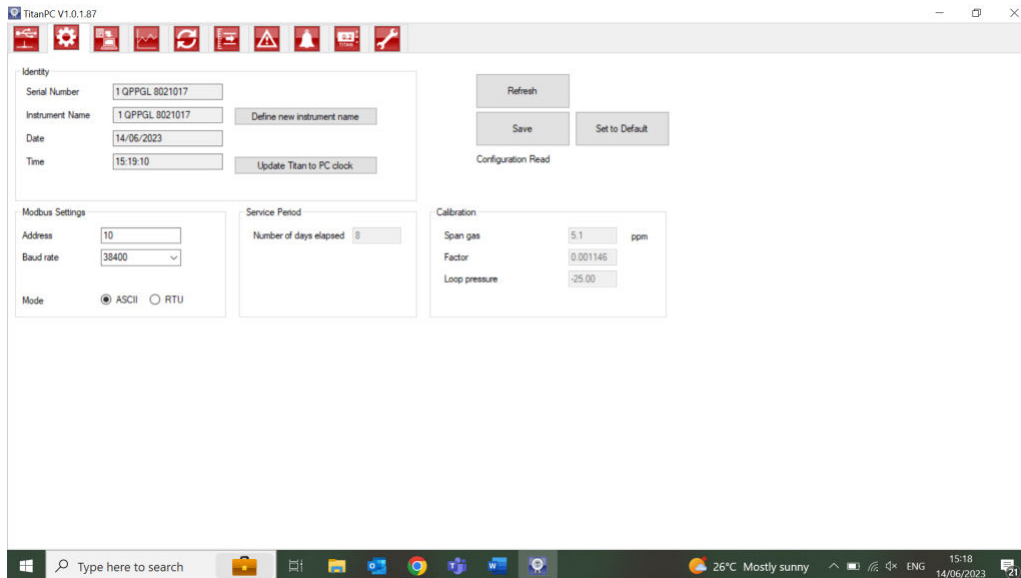 TitanPC V1.0.1.87
0.2
TITAN
Identity
Serial Number 1 QPPGL 8021017
Instrument Name 1 QPPGL 8021017 Define new instrument name
Date 14/06/2023
Time 15:19:10 Update Titan to PC clock
Refresh
Save Set to Default
Configuration Read
Modbus Settings
Address 10
Baud rate 38400
Mode ASCII RTU
Service Period
Number of days elapsed 8
Calibration
Span gas 5.1 ppm
Factor 0.001146
Loop pressure -25.00
Type here to search
26°C Mostly sunny
ENG
15:18
14/06/2023
21